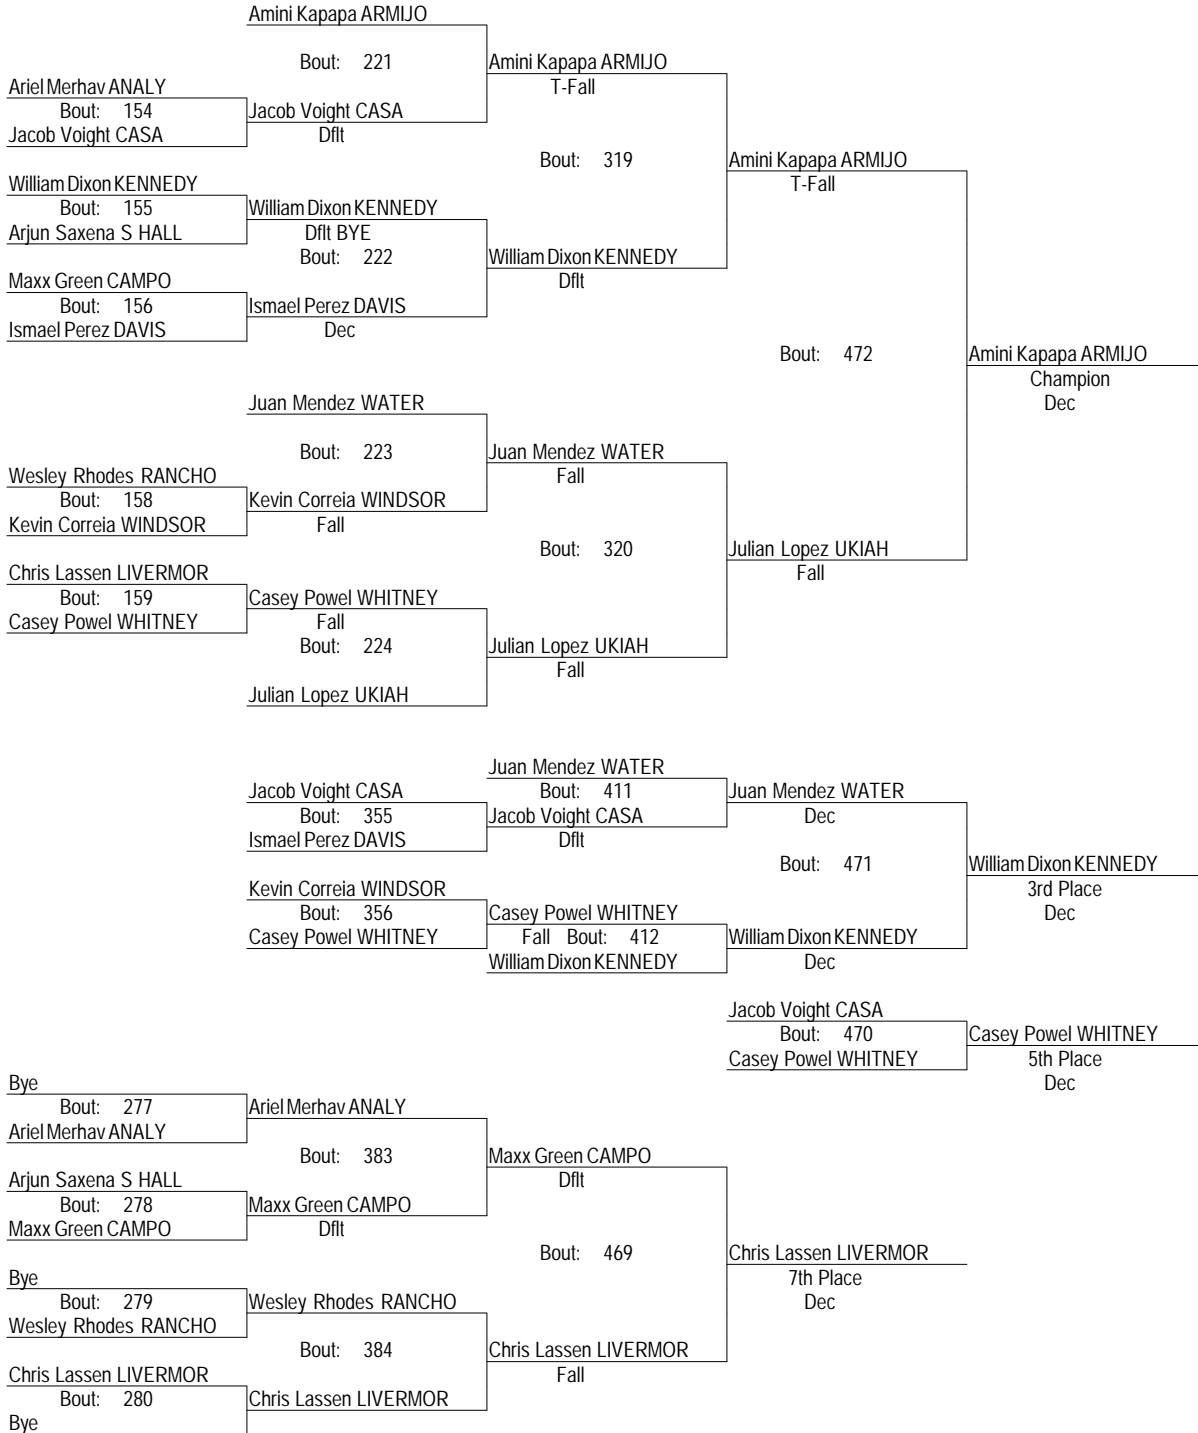 Amini Kapapa ARMIJO
Bout: 221
Amini Kapapa ARMIJO
T-Fall
Ariel Merhav ANALY
Bout: 154
Jacob Voight CASA
Jacob Voight CASA
Dflt
Bout: 319
Amini Kapapa ARMIJO
T-Fall
William Dixon KENNEDY
Bout: 155
Arjun Saxena S HALL
William Dixon KENNEDY
Dflt BYE
Bout: 222
William Dixon KENNEDY
Dflt
Maxx Green CAMPO
Bout: 156
Ismael Perez DAVIS
Ismael Perez DAVIS
Dec
Bout: 472
Amini Kapapa ARMIJO
Champion
Dec
Juan Mendez WATER
Bout: 223
Juan Mendez WATER
Fall
Wesley Rhodes RANCHO
Bout: 158
Kevin Correia WINDSOR
Kevin Correia WINDSOR
Fall
Bout: 320
Julian Lopez UKIAH
Fall
Chris Lassen LIVERMOR
Bout: 159
Casey Powel WHITNEY
Casey Powel WHITNEY
Fall
Bout: 224
Julian Lopez UKIAH
Fall
Julian Lopez UKIAH
Juan Mendez WATER
Jacob Voight CASA
Bout: 411
Juan Mendez WATER
Bout: 355
Jacob Voight CASA
Dec
Ismael Perez DAVIS
Dflt
Bout: 471
William Dixon KENNEDY
3rd Place
Dec
Kevin Correia WINDSOR
Bout: 356
Casey Powel WHITNEY
Casey Powel WHITNEY
Fall Bout: 412
William Dixon KENNEDY
William Dixon KENNEDY
Dec
Jacob Voight CASA
Bout: 470
Casey Powel WHITNEY
Casey Powel WHITNEY
5th Place
Dec
Bye
Bout: 277
Ariel Merhav ANALY
Ariel Merhav ANALY
Bout: 383
Maxx Green CAMPO
Dflt
Arjun Saxena S HALL
Bout: 278
Maxx Green CAMPO
Maxx Green CAMPO
Dflt
Bout: 469
Chris Lassen LIVERMOR
7th Place
Dec
Bye
Bout: 279
Wesley Rhodes RANCHO
Wesley Rhodes RANCHO
Bout: 384
Chris Lassen LIVERMOR
Fall
Chris Lassen LIVERMOR
Bout: 280
Bye
Chris Lassen LIVERMOR